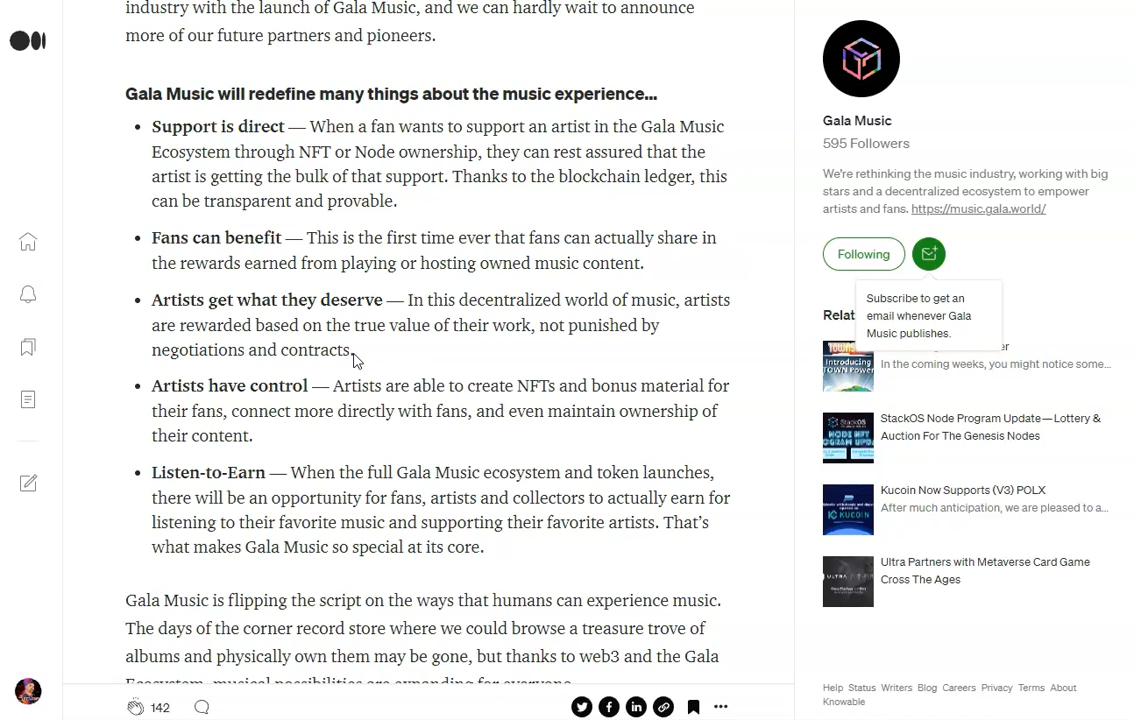 industry with the launch of Gala Music, and we can hardly wait to announce
more of our future partners and pioneers.
Gala Music will redefine many things about the music experience…
• Support is direct — When a fan wants to support an artist in the Gala Music
Ecosystem through NFT or Node ownership, they can rest assured that the
artist is getting the bulk of that support. Thanks to the blockchain ledger, this
can be transparent and provable.
• Fans can benefit — This is the first time ever that fans can actually share in
the rewards earned from playing or hosting owned music content.
• Artists get what they deserve — In this decentralized world of music, artists
are rewarded based on the true value of their work, not punished by
negotiations and contracts.
• Artists have control — Artists are able to create NFTs and bonus material for
their fans, connect more directly with fans, and even maintain ownership of
their content.
• Listen-to-Earn — When the full Gala Music ecosystem and token launches,
there will be an opportunity for fans, artists and collectors to actually earn for
listening to their favorite music and supporting their favorite artists. That's
what makes Gala Music so special at its core.
Gala Music is flipping the script on the ways that humans can experience music.
The days of the corner record store where we could browse a treasure trove of
albums and physically own them may be gone, but thanks to web3 and the Gala
Ecosystem, musical possibilities are expanding for everyone.
142
Gala Music
595 Followers
We're rethinking the music industry, working with big
stars and a decentralized ecosystem to empower
artists and fans. https://music.gala.world/
Following
Subscribe to get an
email whenever Gala
Music publishes.
Relat
er
Introducing
TOWN Power
In the coming weeks, you might notice some…
StackOS
NODE NFT
StackOS Node Program Update — Lottery &
Auction For The Genesis Nodes
KUCOIN
Kucoin Now Supports (V3) POLX
After much anticipation, we are pleased to a…
ULTRA
Ultra Partners with Metaverse Card Game
Cross The Ages
Help Status Writers Blog Careers Privacy Terms About
Knowable